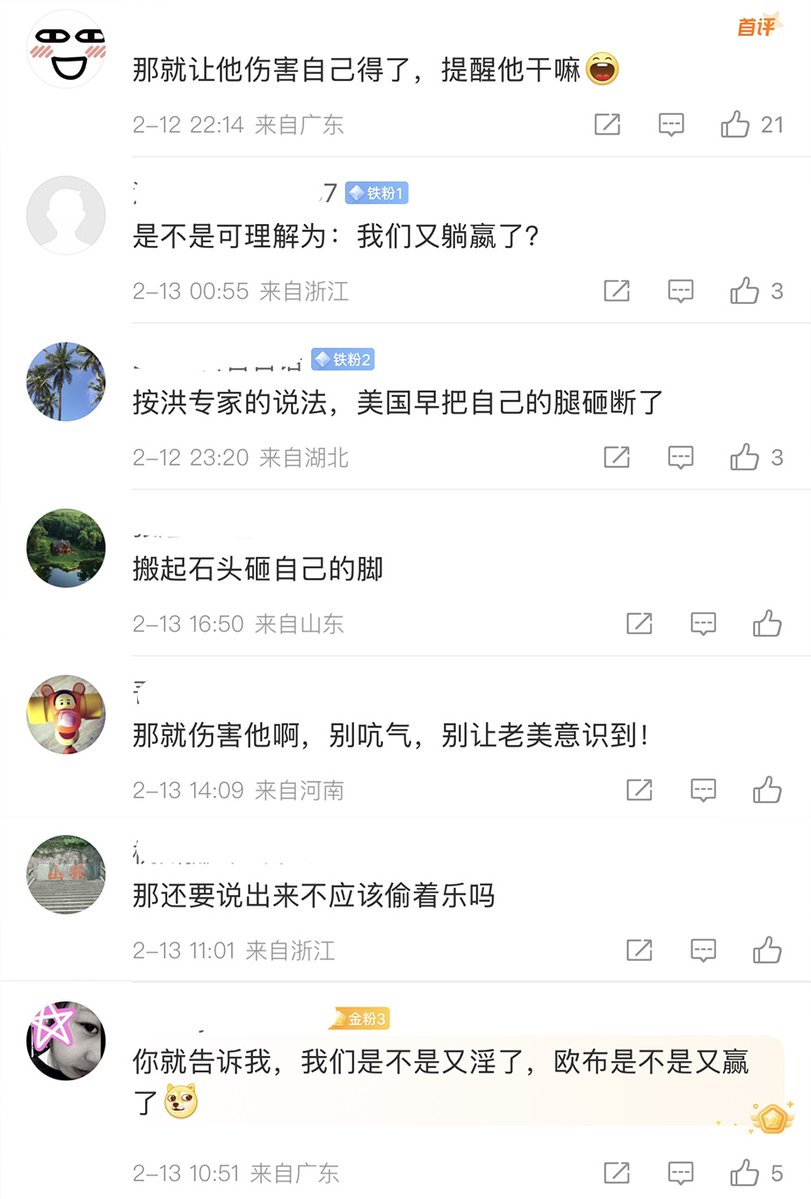 首评
那就让他伤害自己得了，提醒他干嘛
2-12 22:14 来自广东
21
7 铁粉1
是不是可理解为：我们又躺嬴了？
2-13 00:55 来自浙江
3
铁粉2
按洪专家的说法，美国早把自己的腿砸断了
2-12 23:20 来自湖北
3
搬起石头砸自己的脚
2-13 16:50 来自山东
那就伤害他啊，别吭气，别让老美意识到！
2-13 14:09 来自河南
那还要说出来不应该偷着乐吗
2-13 11:01 来自浙江
金粉3
你就告诉我，我们是不是又淫了，欧布是不是又赢
了
2-13 10:51 来自广东
5